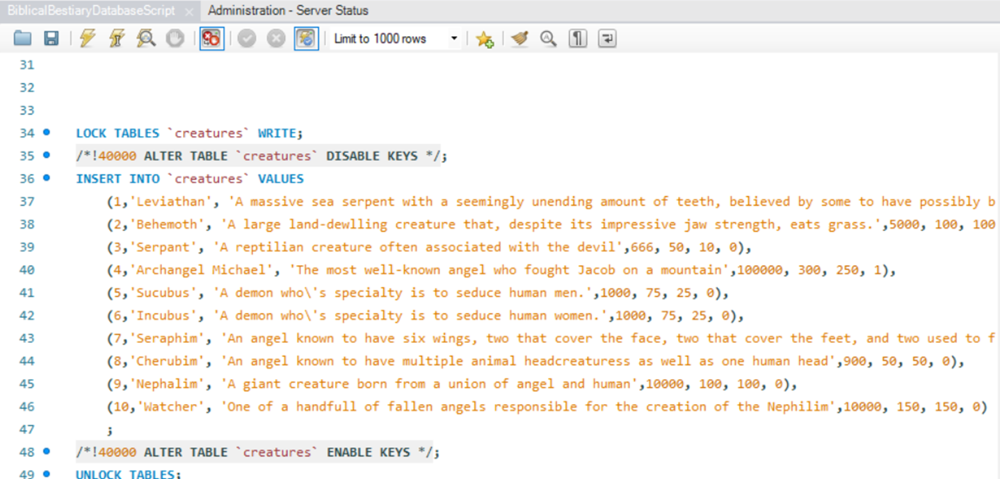 BiblicalBestiaryDatabaseScript Administration - Server Status
Limit to 1000 rows
31
32
33
34 LOCK TABLES `creatures` WRITE;
35 /*!40000 ALTER TABLE `creatures` DISABLE KEYS */;
36 INSERT INTO `creatures` VALUES
37 (1,'Leviathan', 'A massive sea serpent with a seemingly unending amount of teeth, believed by some to have possibly b
38 (2,'Behemoth', 'A large land-dewlling creature that, despite its impressive jaw strength, eats grass.',5000, 100, 100
39 (3,'Serpant', 'A reptilian creature often associated with the devil',666, 50, 10, 0),
40 (4,'Archangel Michael', 'The most well-known angel who fought Jacob on a mountain',100000, 300, 250, 1),
41 (5,'Sucubus', 'A demon who\'s specialty is to seduce human men.',1000, 75, 25, 0),
42 (6,'Incubus', 'A demon who\'s specialty is to seduce human women.',1000, 75, 25, 0),
43 (7,'Seraphim', 'An angel known to have six wings, two that cover the face, two that cover the feet, and two used to f
44 (8,'Cherubim', 'An angel known to have multiple animal headcreaturess as well as one human head',900, 50, 50, 0),
45 (9,'Nephalim', 'A giant creature born from a union of angel and human',10000, 100, 100, 0),
46 (10,'Watcher', 'One of a handfull of fallen angels responsible for the creation of the Nephilim',10000, 150, 150, 0)
47 ;
48 /*!40000 ALTER TABLE `creatures` ENABLE KEYS */;
49 UNLOCK TABLES;